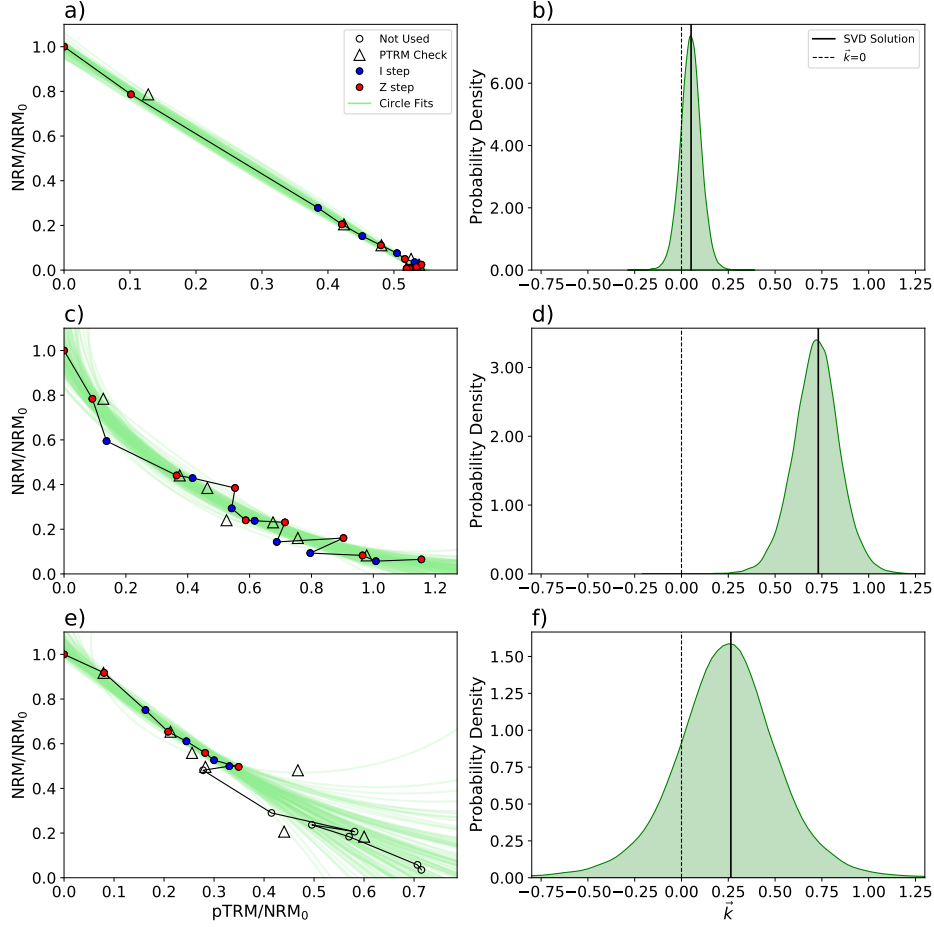 a)
b)
NRM/NRM0
1.0
0.8
0.6
0.4
0.2
0.0
0.0 0.1 0.2 0.3 0.4 0.5
Not Used
PTRM Check
I step
Z step
Circle Fits
Probability Density
6.00
4.00
2.00
0.00
−0.75 −0.50 −0.25 0.00 0.25 0.50 0.75 1.00 1.25
SVD Solution
k⃗=0
c)
d)
NRM/NRM0
1.0
0.8
0.6
0.4
0.2
0.0
0.0 0.2 0.4 0.6 0.8 1.0 1.2
Probability Density
3.00
2.00
1.00
0.00
−0.75 −0.50 −0.25 0.00 0.25 0.50 0.75 1.00 1.25
e)
f)
NRM/NRM0
1.0
0.8
0.6
0.4
0.2
0.0
0.0 0.1 0.2 0.3 0.4 0.5 0.6 0.7
pTRM/NRM0
Probability Density
1.50
1.25
1.00
0.75
0.50
0.25
0.00
−0.75 −0.50 −0.25 0.00 0.25 0.50 0.75 1.00 1.25
k⃗